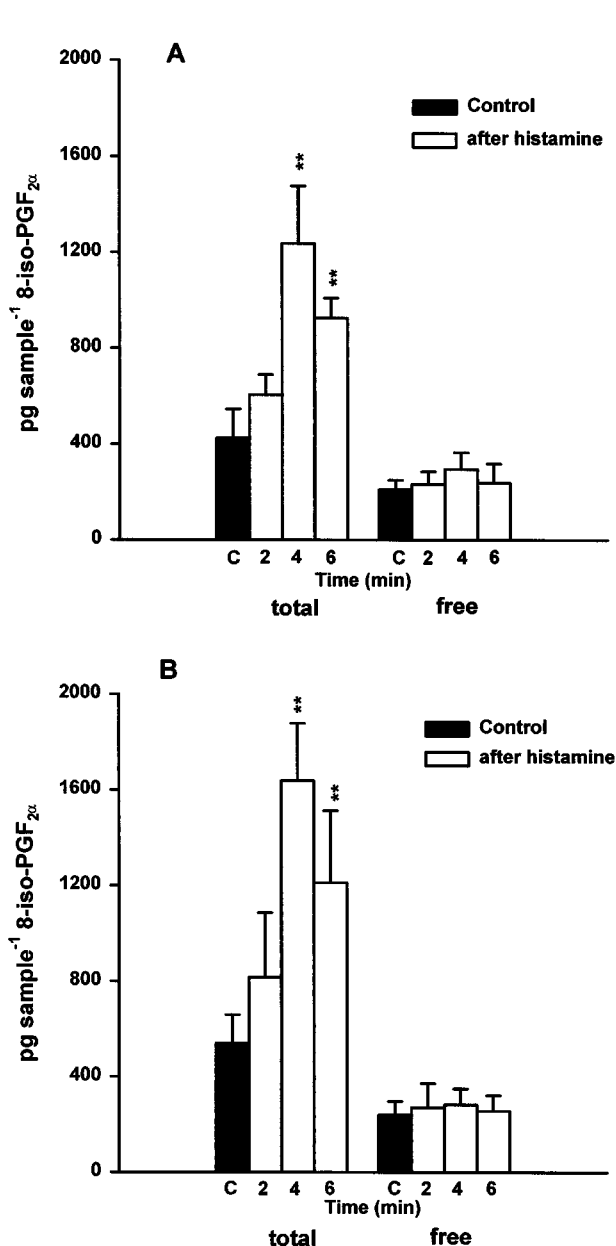 A
2000
1600
1200
800
400
0
pg sample⁻¹ 8-iso-PGF₂α
Control
after histamine
**
**
C 2 4 6 C 2 4 6
Time (min)
total free
B
2000
1600
1200
800
400
0
pg sample⁻¹ 8-iso-PGF₂α
Control
after histamine
**
**
C 2 4 6 C 2 4 6
Time (min)
total free